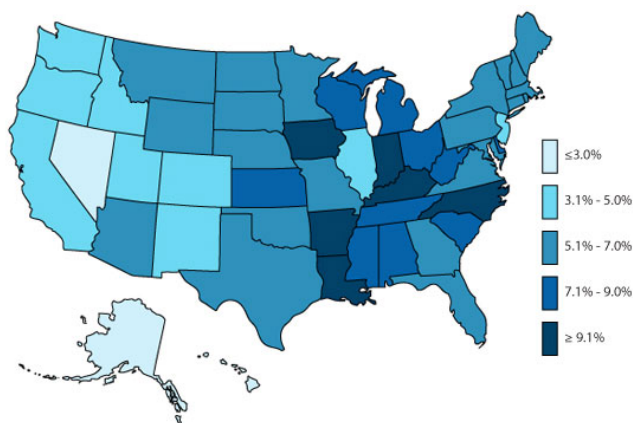 ≤3.0%
3.1% - 5.0%
5.1% - 7.0%
7.1% - 9.0%
≥ 9.1%